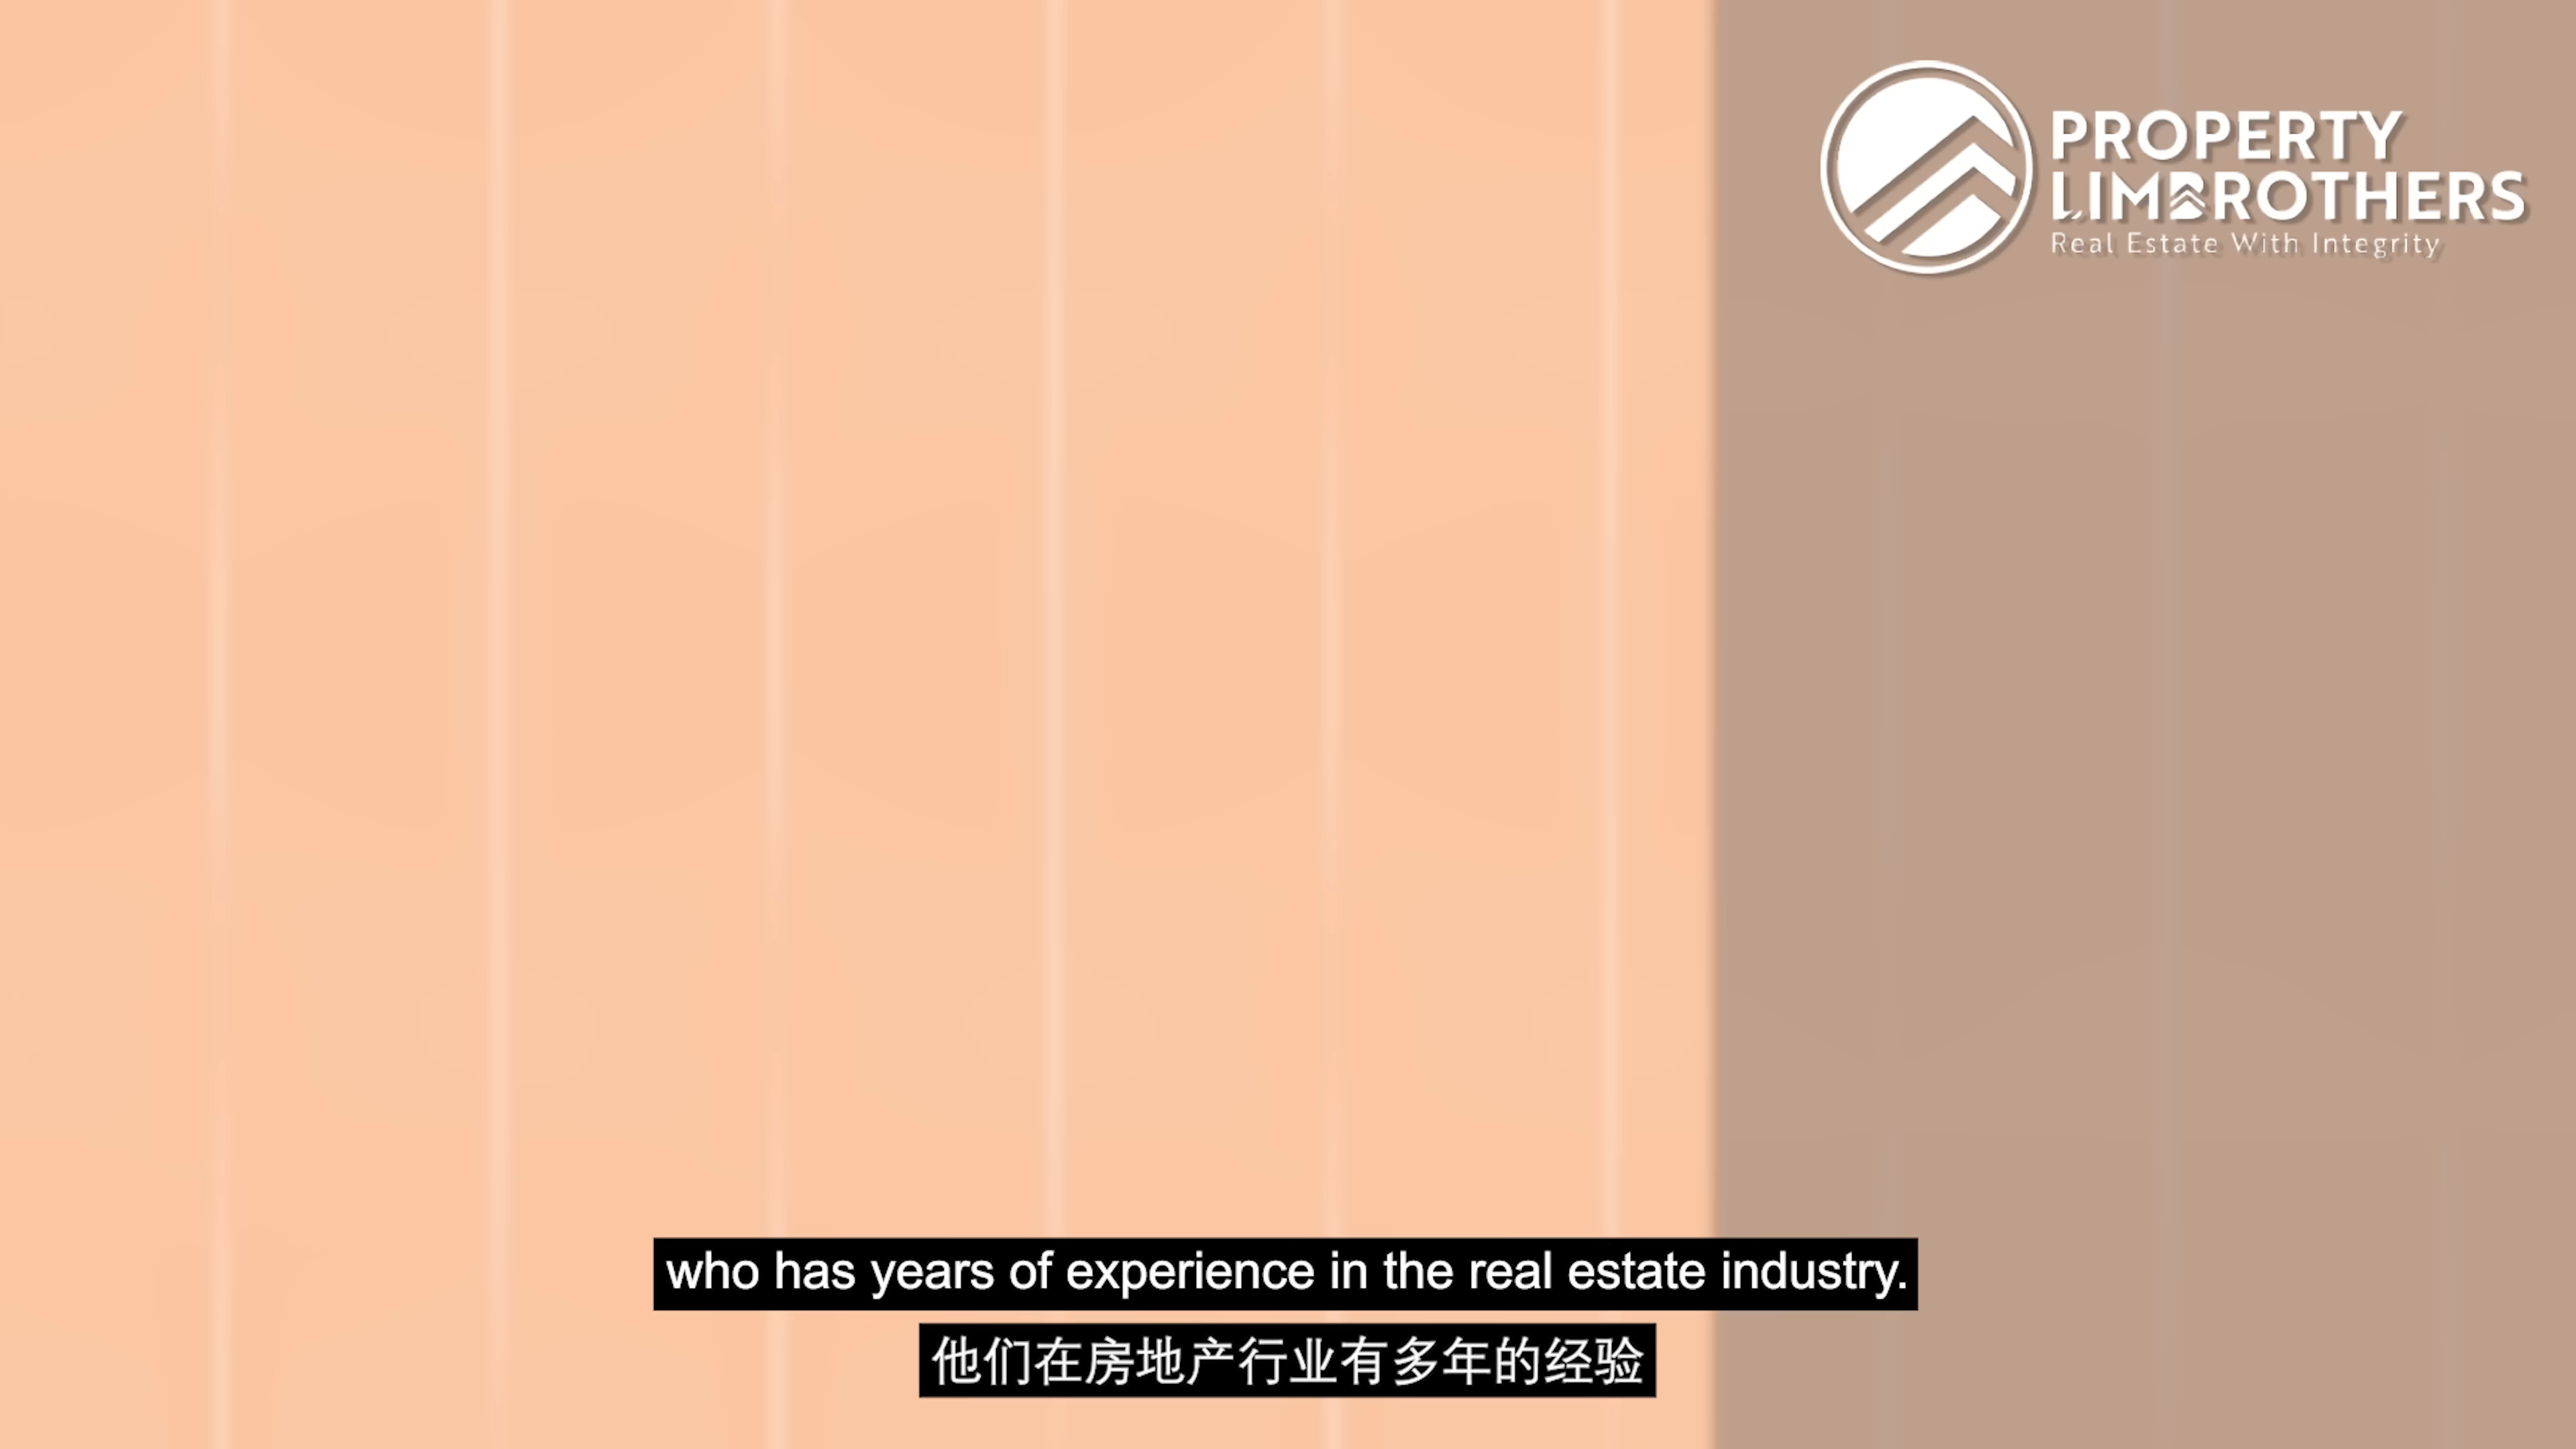 PROPERTY
LIMBROTHERS
Real Estate With Integrity
who has years of experience in the real estate industry.
他们在房地产行业有多年的经验